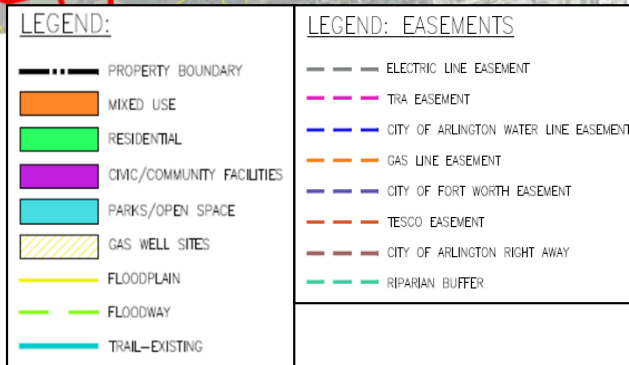 LEGEND:
PROPERTY BOUNDARY
MIXED USE
RESIDENTIAL
CIVIC/COMMUNITY FACILITIES
PARKS/OPEN SPACE
GAS WELL SITES
FLOODPLAIN
FLOODWAY
TRAIL-EXISTING
LEGEND: EASEMENTS
ELECTRIC LINE EASEMENT
TRA EASEMENT
CITY OF ARLINGTON WATER LINE EASEMENT
GAS LINE EASEMENT
CITY OF FORT WORTH EASEMENT
TESCO EASEMENT
CITY OF ARLINGTON RIGHT AWAY
RIPARIAN BUFFER